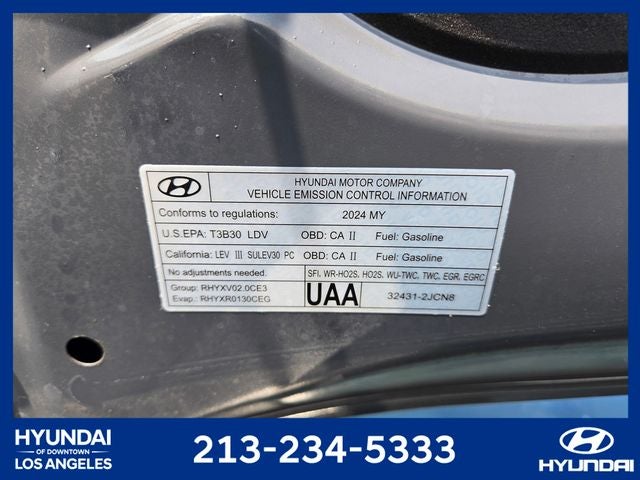 HYUNDAI MOTOR COMPANY
VEHICLE EMISSION CONTROL INFORMATION
Conforms to regulations: 2024 MY
U.S.EPA: T3B30 LDV OBD: CA II Fuel: Gasoline
California: LEV III SULEV30 PC OBD: CA II Fuel: Gasoline
No adjustments needed. SFI, WR-HO2S, HO2S, WU-TWC, TWC, EGR, EGRC
Group: RHYXV02.0CE3
Evap.: RHYXR0130CEG
UAA 32431-2JCN8
HYUNDAI
OF DOWNTOWN
LOS ANGELES
213-234-5333
HYUNDAI